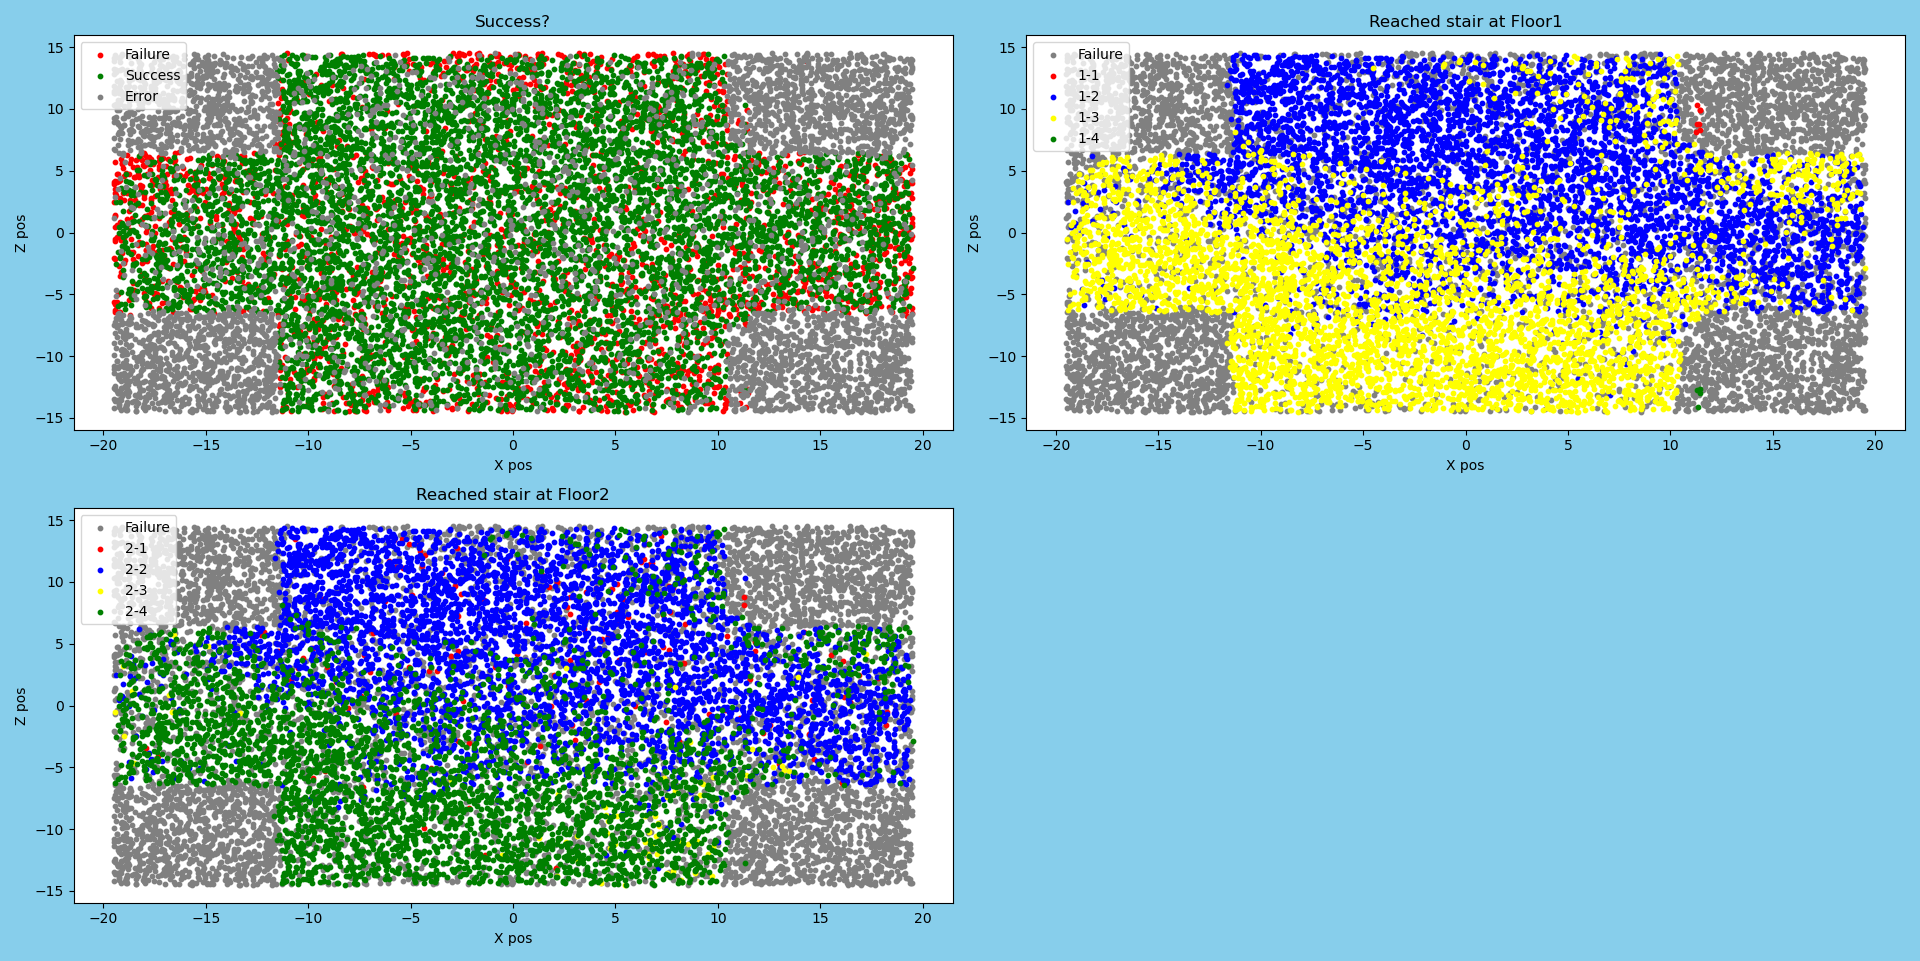 Success?
Failure
Success
Error
15
10
5
0
−5
−10
−15
Z pos
−20 −15 −10 −5 0 5 10 15 20
X pos
Reached stair at Floor1
Failure
1-1
1-2
1-3
1-4
15
10
5
0
−5
−10
−15
Z pos
−20 −15 −10 −5 0 5 10 15 20
X pos
Reached stair at Floor2
Failure
2-1
2-2
2-3
2-4
15
10
5
0
−5
−10
−15
Z pos
−20 −15 −10 −5 0 5 10 15 20
X pos